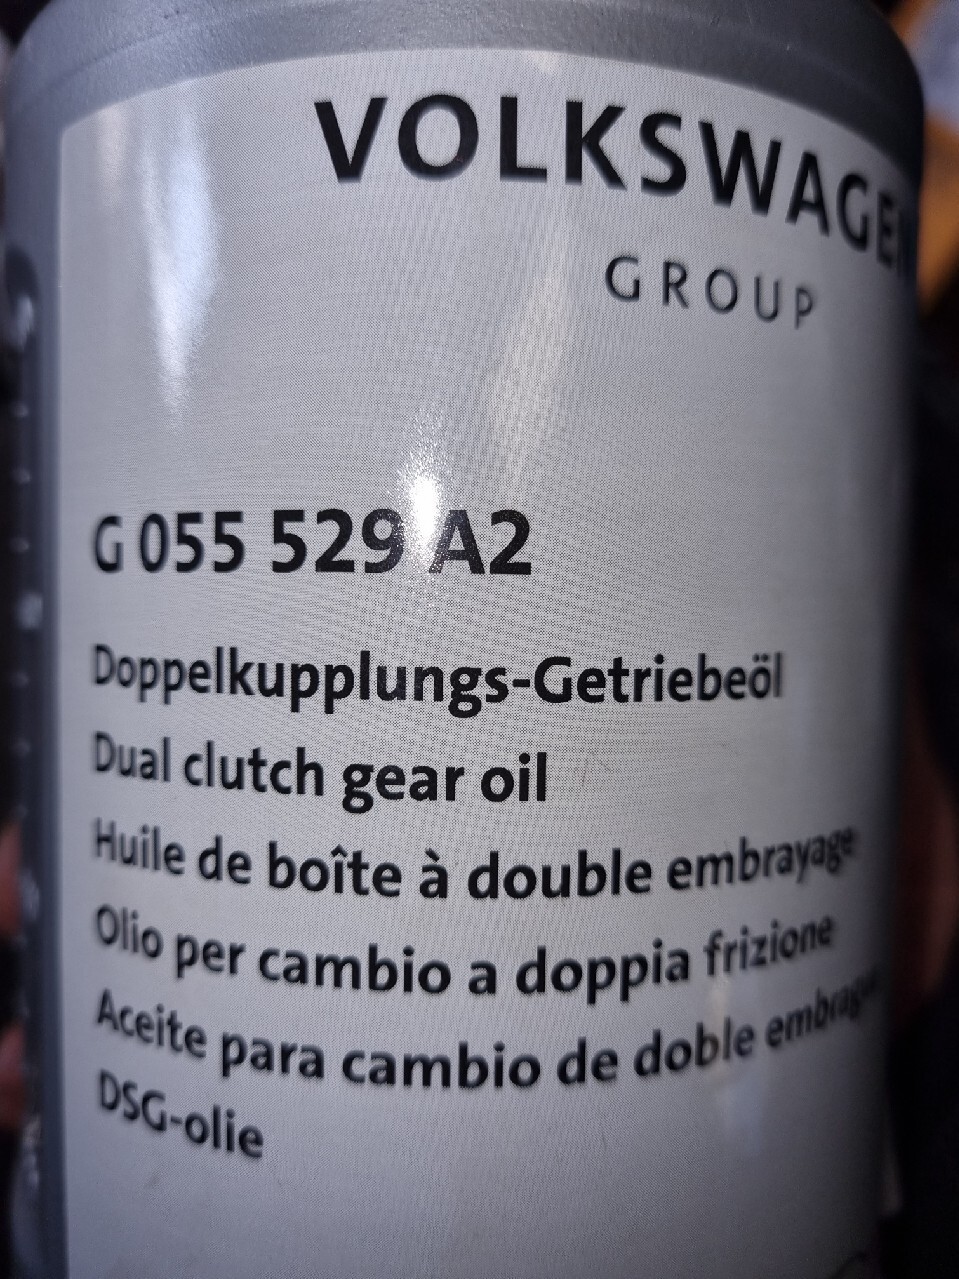 VOLKSWAGEN
GROUP
G 055 529 A2
Doppelkupplungs-Getriebeöl
Dual clutch gear oil
Huile de boîte à double embrayage
Olio per cambio a doppia frizione
Aceite para cambio de doble embrague
DSG-olie